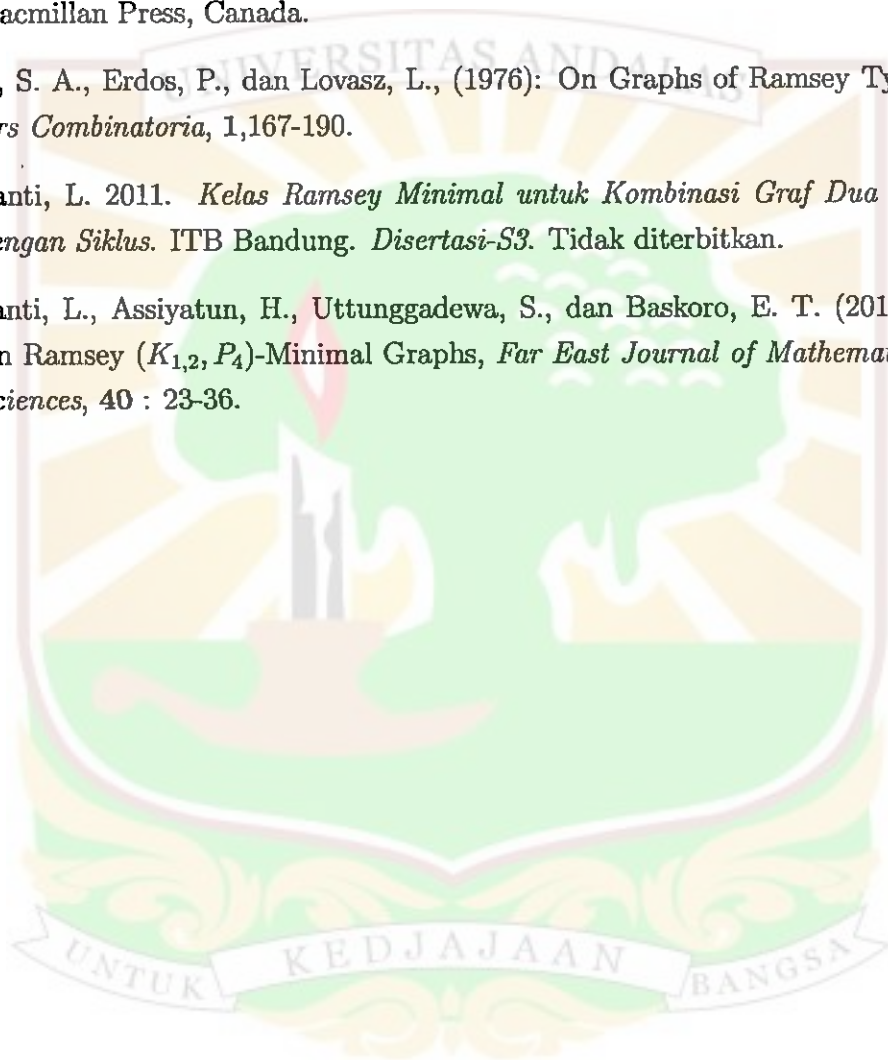 acmillan Press, Canada.
, S. A., Erdos, P., dan Lovasz, L., (1976): On Graphs of Ramsey Ty
rs Combinatoria, 1,167-190.
anti, L. 2011. Kelas Ramsey Minimal untuk Kombinasi Graf Dua
engan Siklus. ITB Bandung. Disertasi-S3. Tidak diterbitkan.
anti, L., Assiyatun, H., Uttunggadewa, S., dan Baskoro, E. T. (201
n Ramsey (K1,2, P4)-Minimal Graphs, Far East Journal of Mathema
ciences, 40 : 23-36.
UNIVERSITAS ANDALAS
UNTUK KEDJAJAAN BANGSA